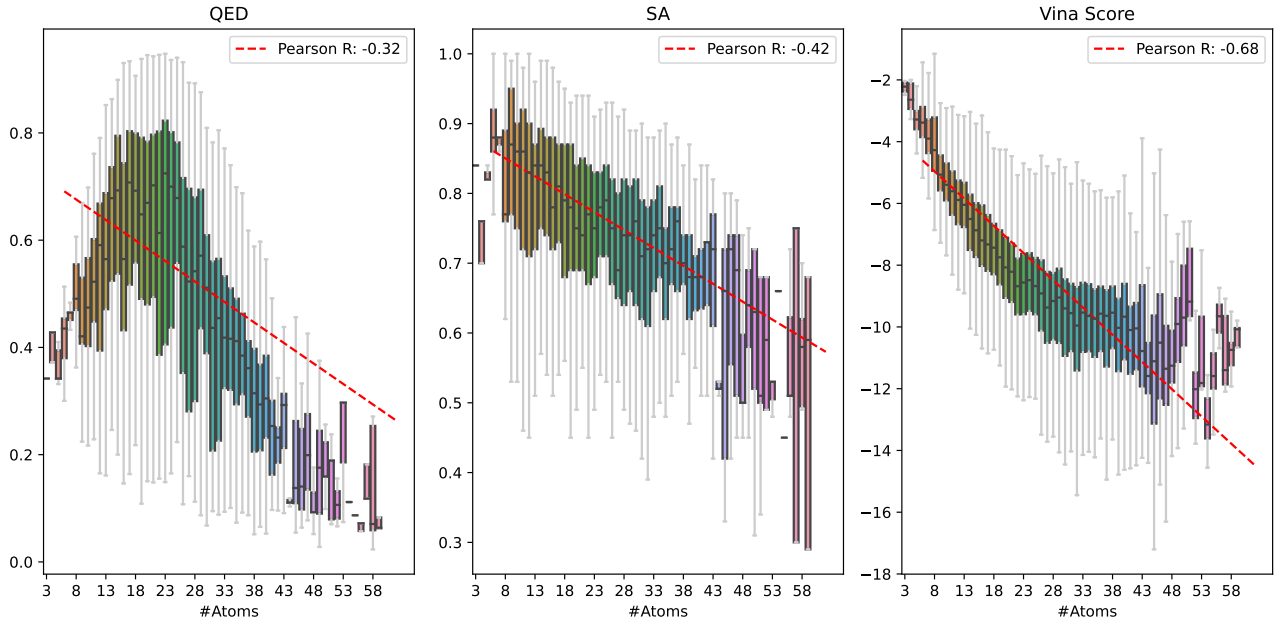 QED
Pearson R: -0.32
0.8
0.6
0.4
0.2
0.0
3 8 13 18 23 28 33 38 43 48 53 58
#Atoms
SA
Pearson R: -0.42
1.0
0.9
0.8
0.7
0.6
0.5
0.4
0.3
3 8 13 18 23 28 33 38 43 48 53 58
#Atoms
Vina Score
Pearson R: -0.68
−2
−4
−6
−8
−10
−12
−14
−16
−18
3 8 13 18 23 28 33 38 43 48 53 58
#Atoms